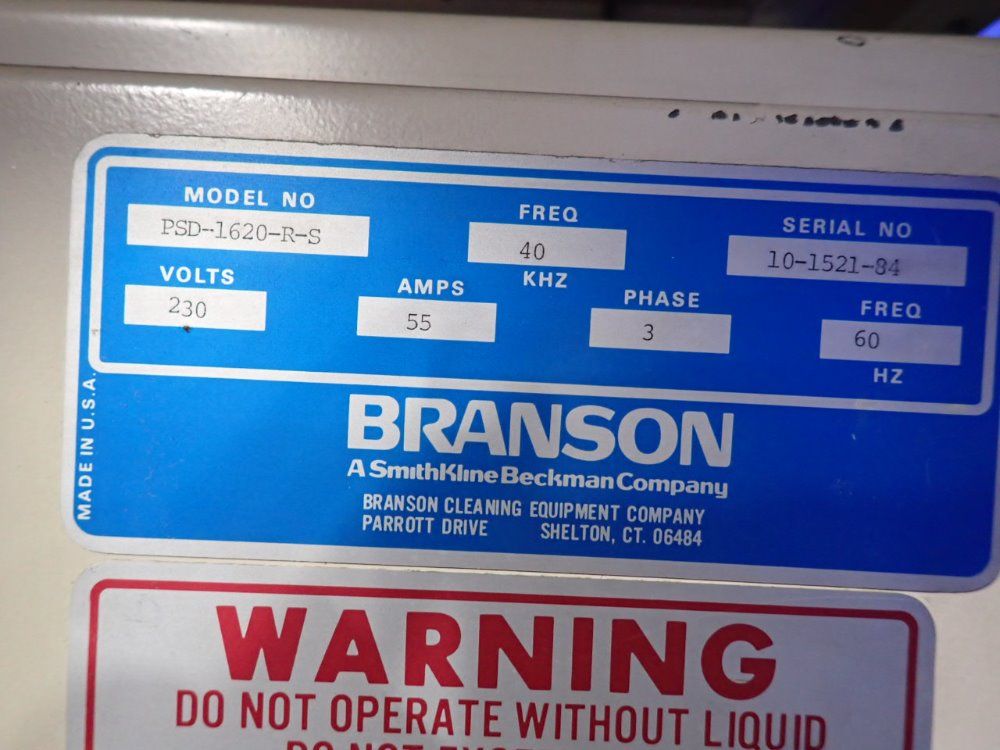 MODEL NO
PSD-1620-R-S
FREQ
40
KHZ
SERIAL NO
10-1521-84
VOLTS
230
AMPS
55
PHASE
3
FREQ
60
HZ
MADE IN U.S.A.
BRANSON
A SmithKline Beckman Company
BRANSON CLEANING EQUIPMENT COMPANY
PARROTT DRIVE SHELTON, CT. 06484
WARNING
DO NOT OPERATE WITHOUT LIQUID
DO NOT